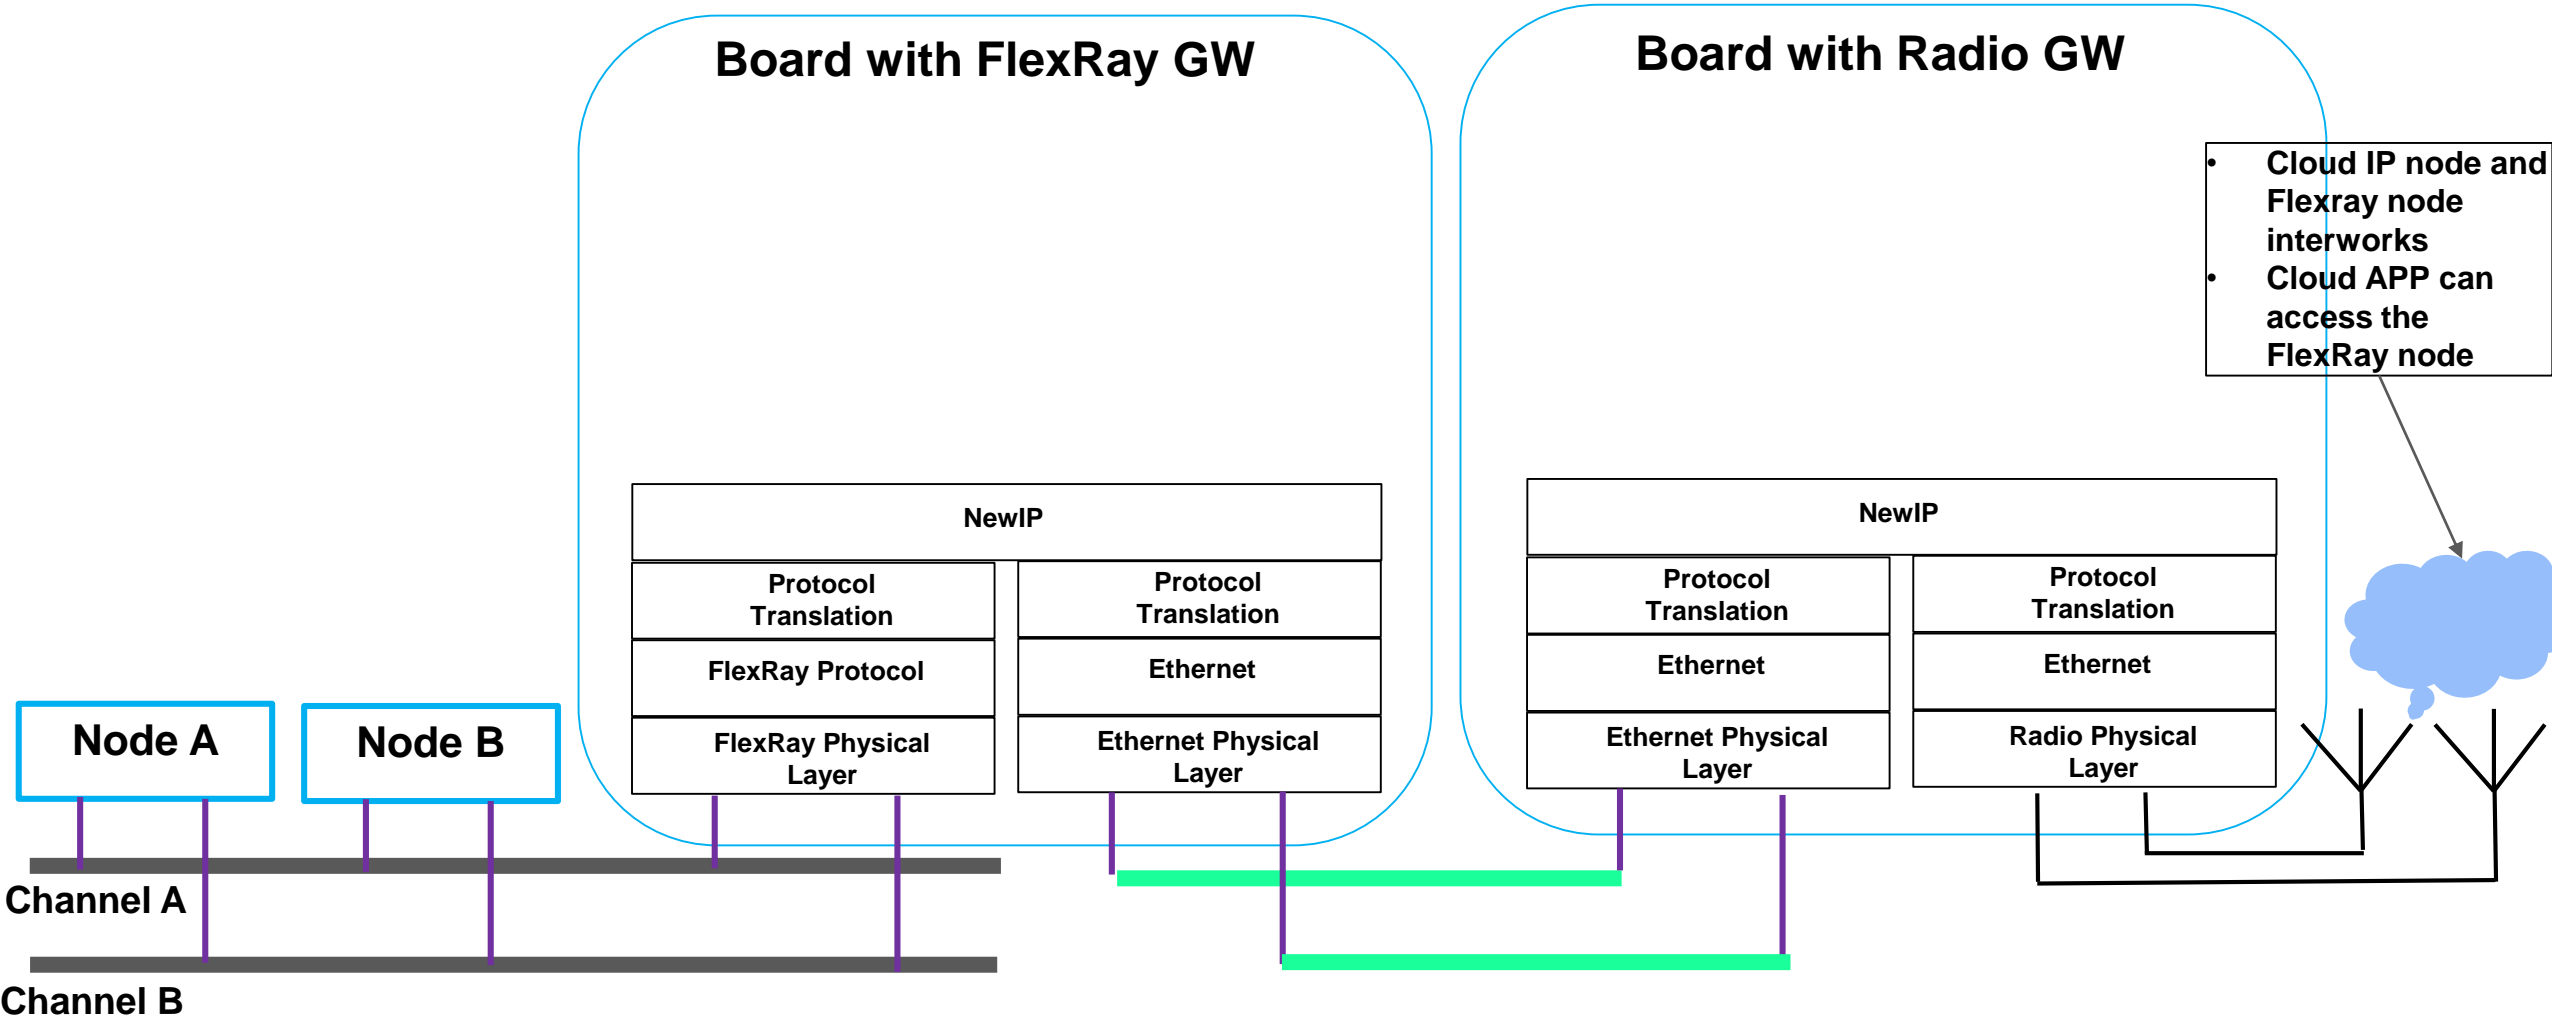 Board with FlexRay GW
Board with Radio GW
• Cloud IP node and
Flexray node
interworks
• Cloud APP can
access the
FlexRay node
NewIP
Protocol
Translation
Protocol
Translation
FlexRay Protocol
Ethernet
FlexRay Physical
Layer
Ethernet Physical
Layer
NewIP
Protocol
Translation
Protocol
Translation
Ethernet
Ethernet
Ethernet Physical
Layer
Radio Physical
Layer
Node A
Node B
Channel A
Channel B